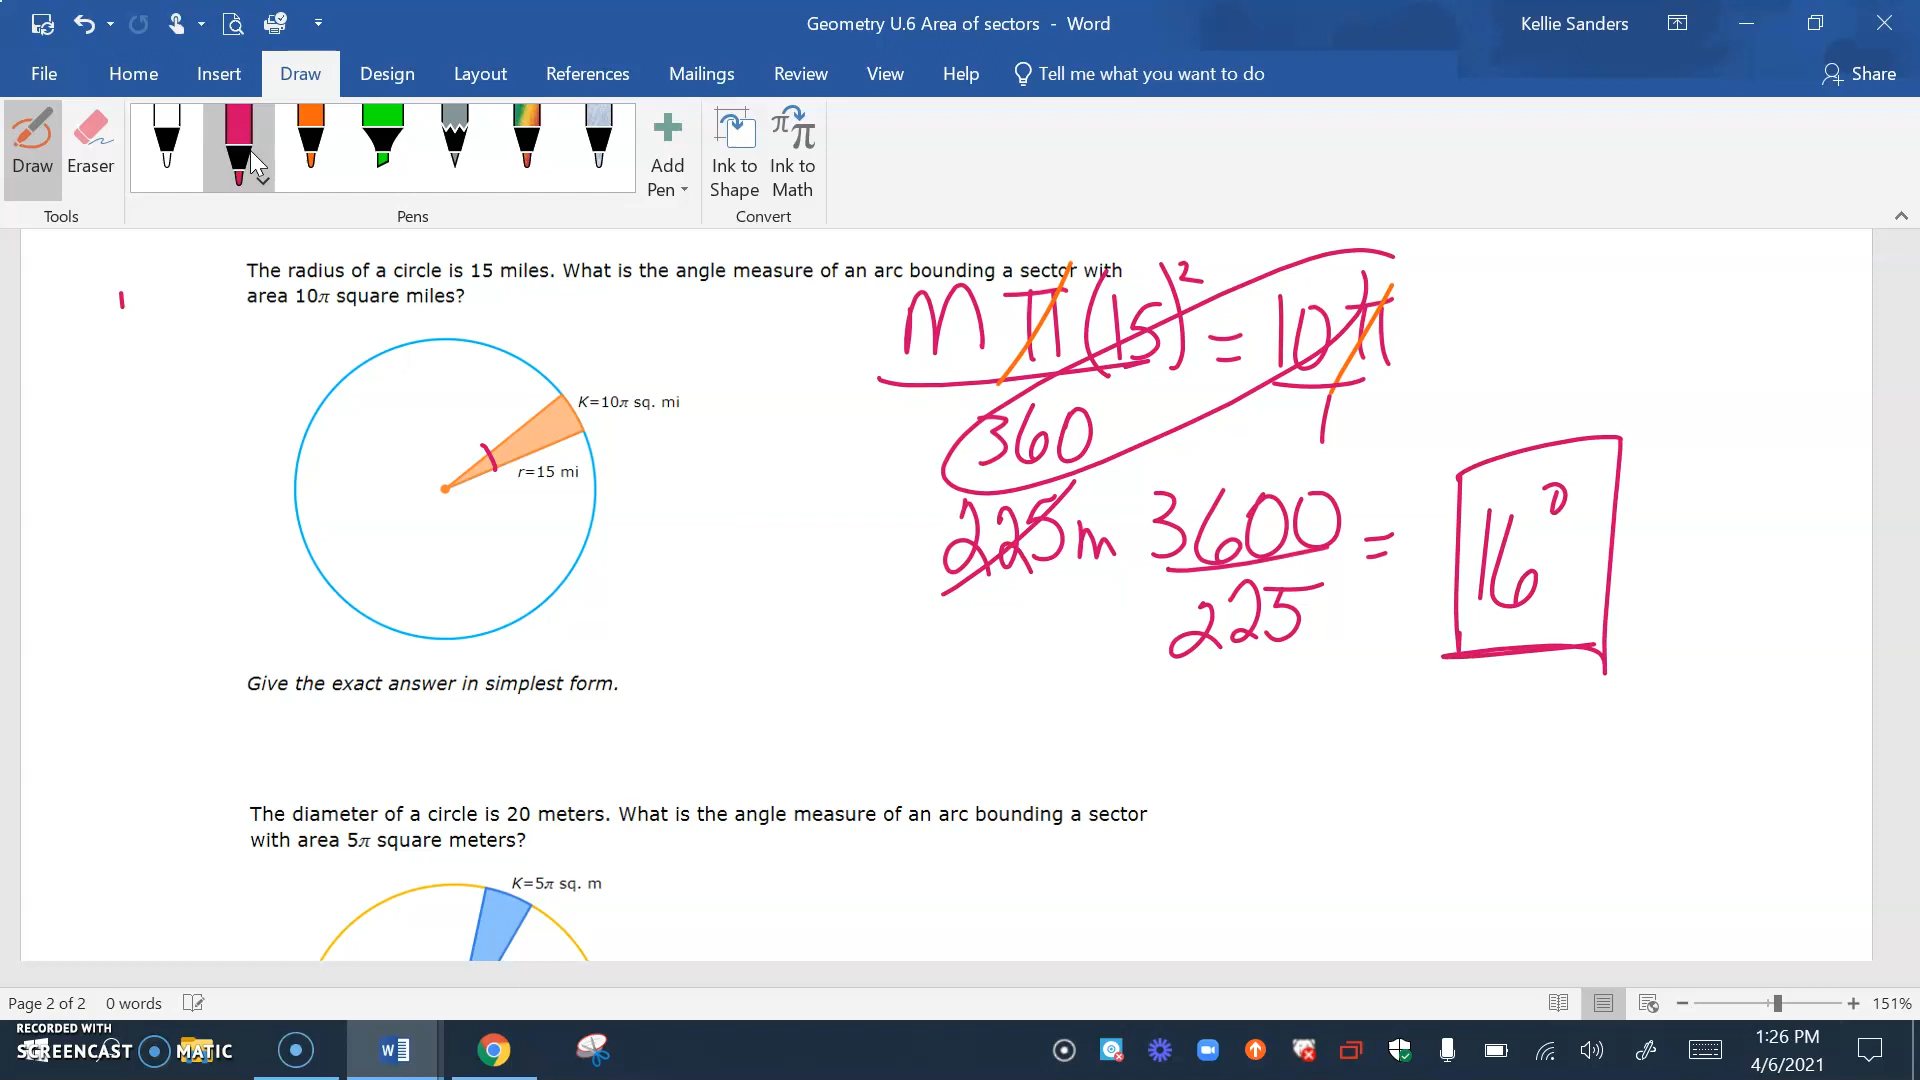 Geometry U.6 Area of sectors - Word
Kellie Sanders
File Home Insert Draw Design Layout References Mailings Review View Help Tell me what you want to do Share
Draw Eraser
Add Pen
Ink to Shape
Ink to Math
Tools Pens Convert
The radius of a circle is 15 miles. What is the angle measure of an arc bounding a sector with
area 10π square miles?
K=10π sq. mi
r=15 mi
Give the exact answer in simplest form.
m π (15)² = 10π
360 1
225m 3600 =
225
16°
The diameter of a circle is 20 meters. What is the angle measure of an arc bounding a sector
with area 5π square meters?
K=5π sq. m
Page 2 of 2 0 words 151%
RECORDED WITH
SCREENCAST MATIC
1:26 PM
4/6/2021